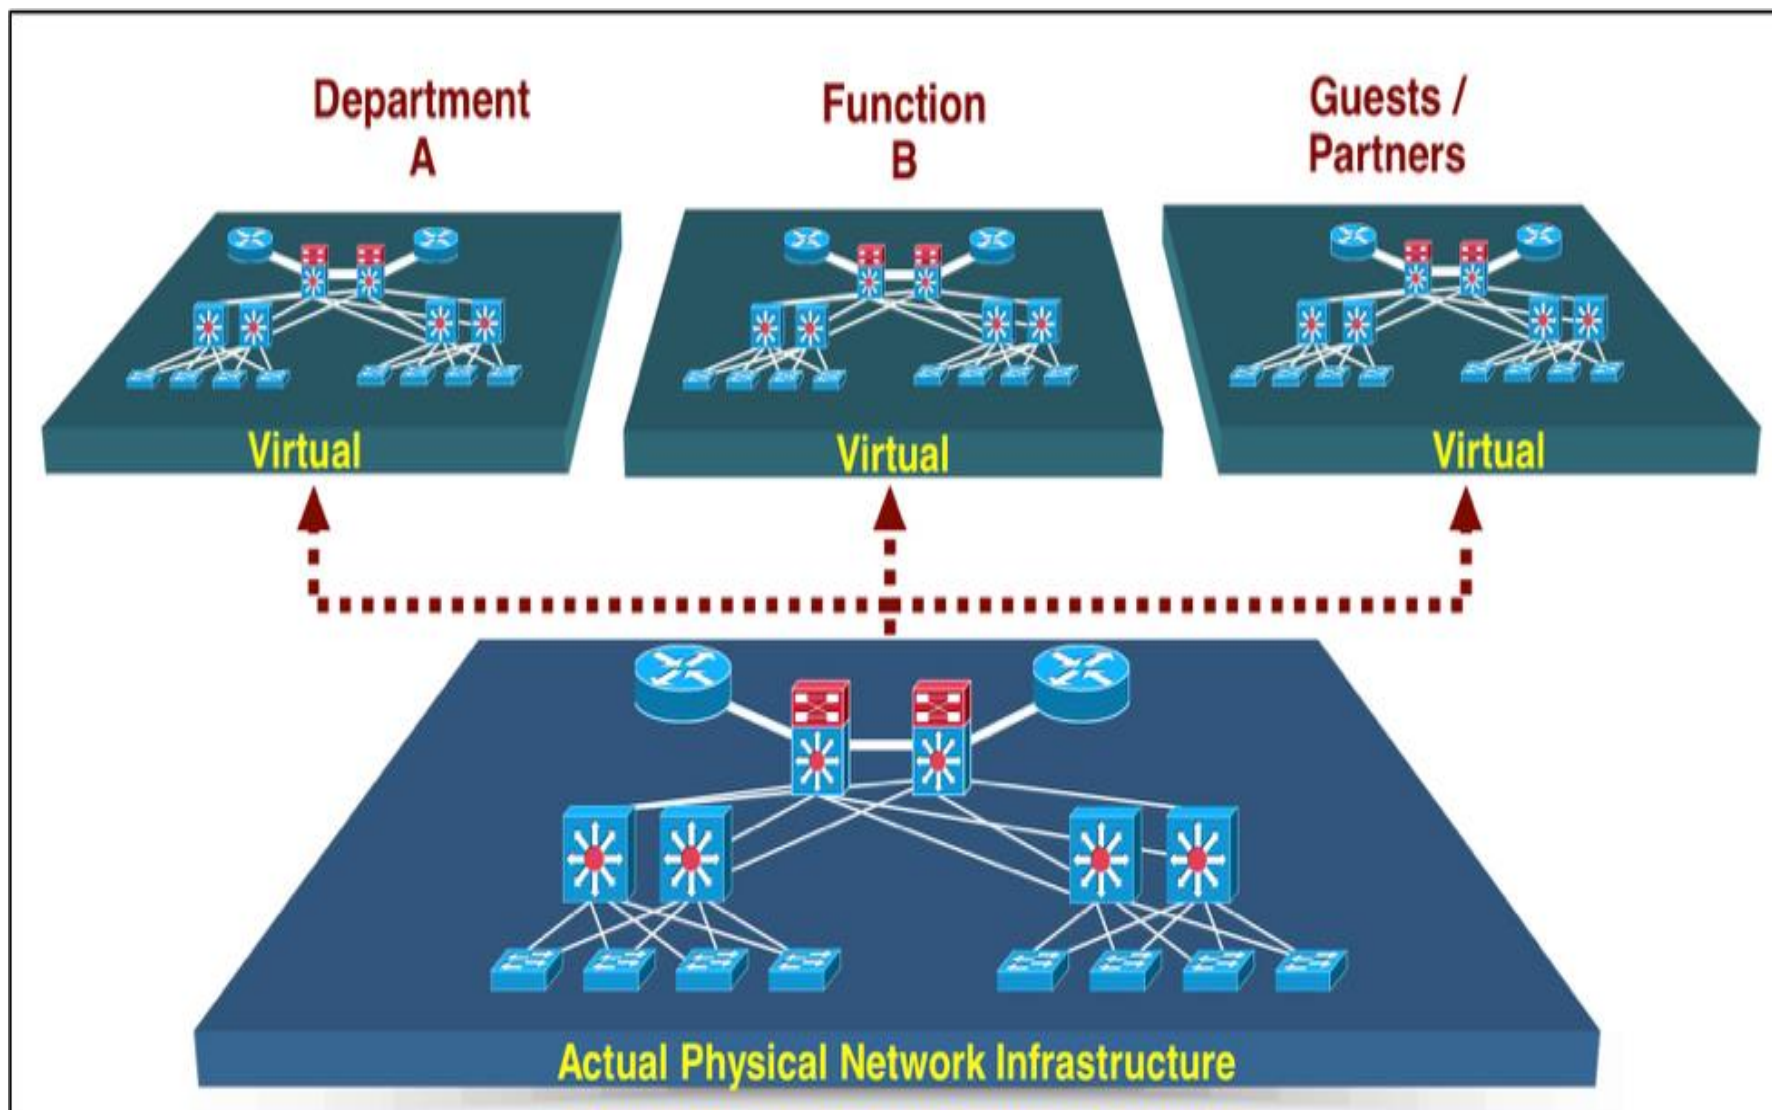 Department
A
Function
B
Guests /
Partners
Virtual
Virtual
Virtual
Actual Physical Network Infrastructure